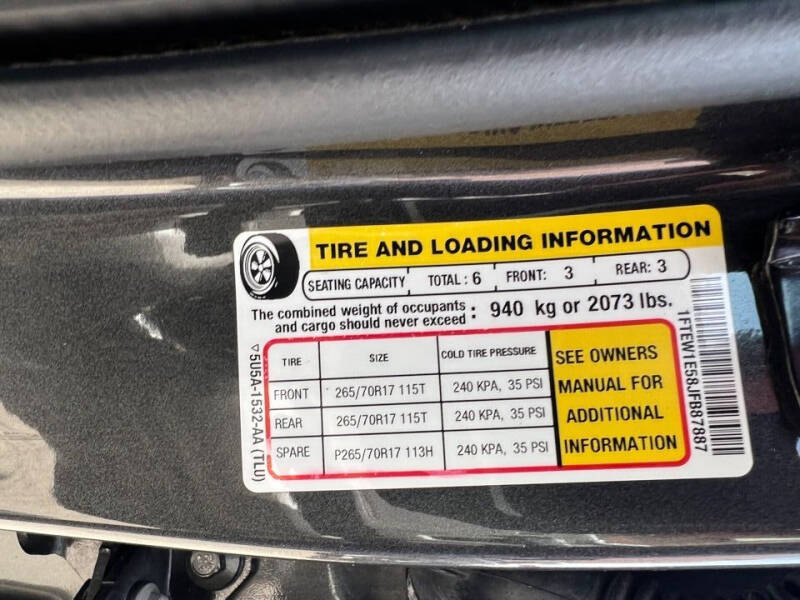 TIRE AND LOADING INFORMATION
SEATING CAPACITY TOTAL : 6 FRONT: 3 REAR: 3
The combined weight of occupants and cargo should never exceed : 940 kg or 2073 lbs.
TIRE SIZE COLD TIRE PRESSURE
FRONT 265/70R17 115T 240 KPA, 35 PSI
REAR 265/70R17 115T 240 KPA, 35 PSI
SPARE P265/70R17 113H 240 KPA, 35 PSI
SEE OWNERS
MANUAL FOR
ADDITIONAL
INFORMATION
▽5U5A-1532-AA (TLU)
1FTEW1E58JFB87887